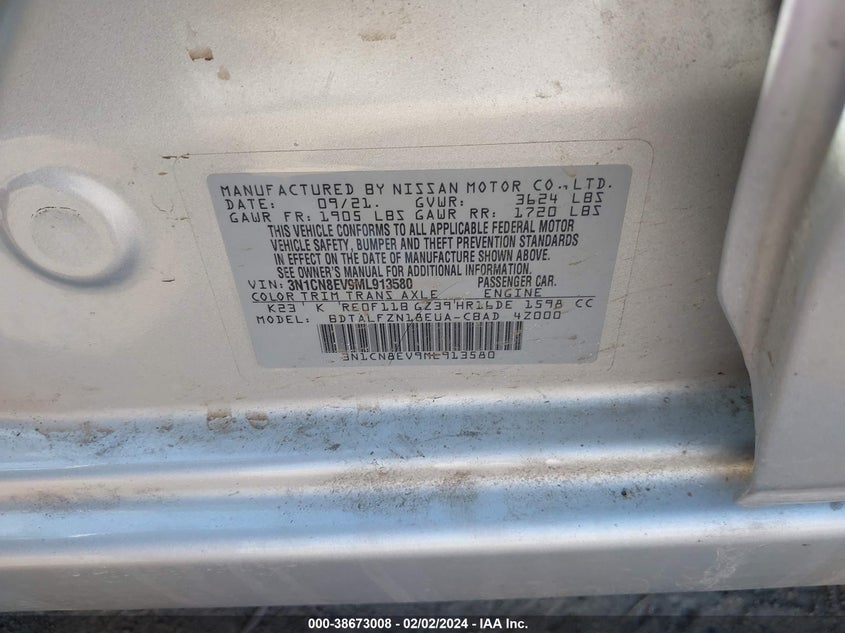 MANUFACTURED BY NISSAN MOTOR CO., LTD.
DATE: 09/21. GVWR: 3624 LBS
GAWR FR: 1905 LBS GAWR RR: 1720 LBS
THIS VEHICLE CONFORMS TO ALL APPLICABLE FEDERAL MOTOR
VEHICLE SAFETY, BUMPER AND THEFT PREVENTION STANDARDS
IN EFFECT ON THE DATE OF MANUFACTURE SHOWN ABOVE.
SEE OWNER'S MANUAL FOR ADDITIONAL INFORMATION.
VIN: 3N1CN8EV9ML913580 PASSENGER CAR.
COLOR TRIM TRANS AXLE ENGINE
K23 K RE0F11B GZ39 HR16DE 1598 CC
MODEL: BDTALFZN18EUA-CBAD 4Z000
3N1CN8EV9ML913580
000-38673008 - 02/02/2024 - IAA Inc.